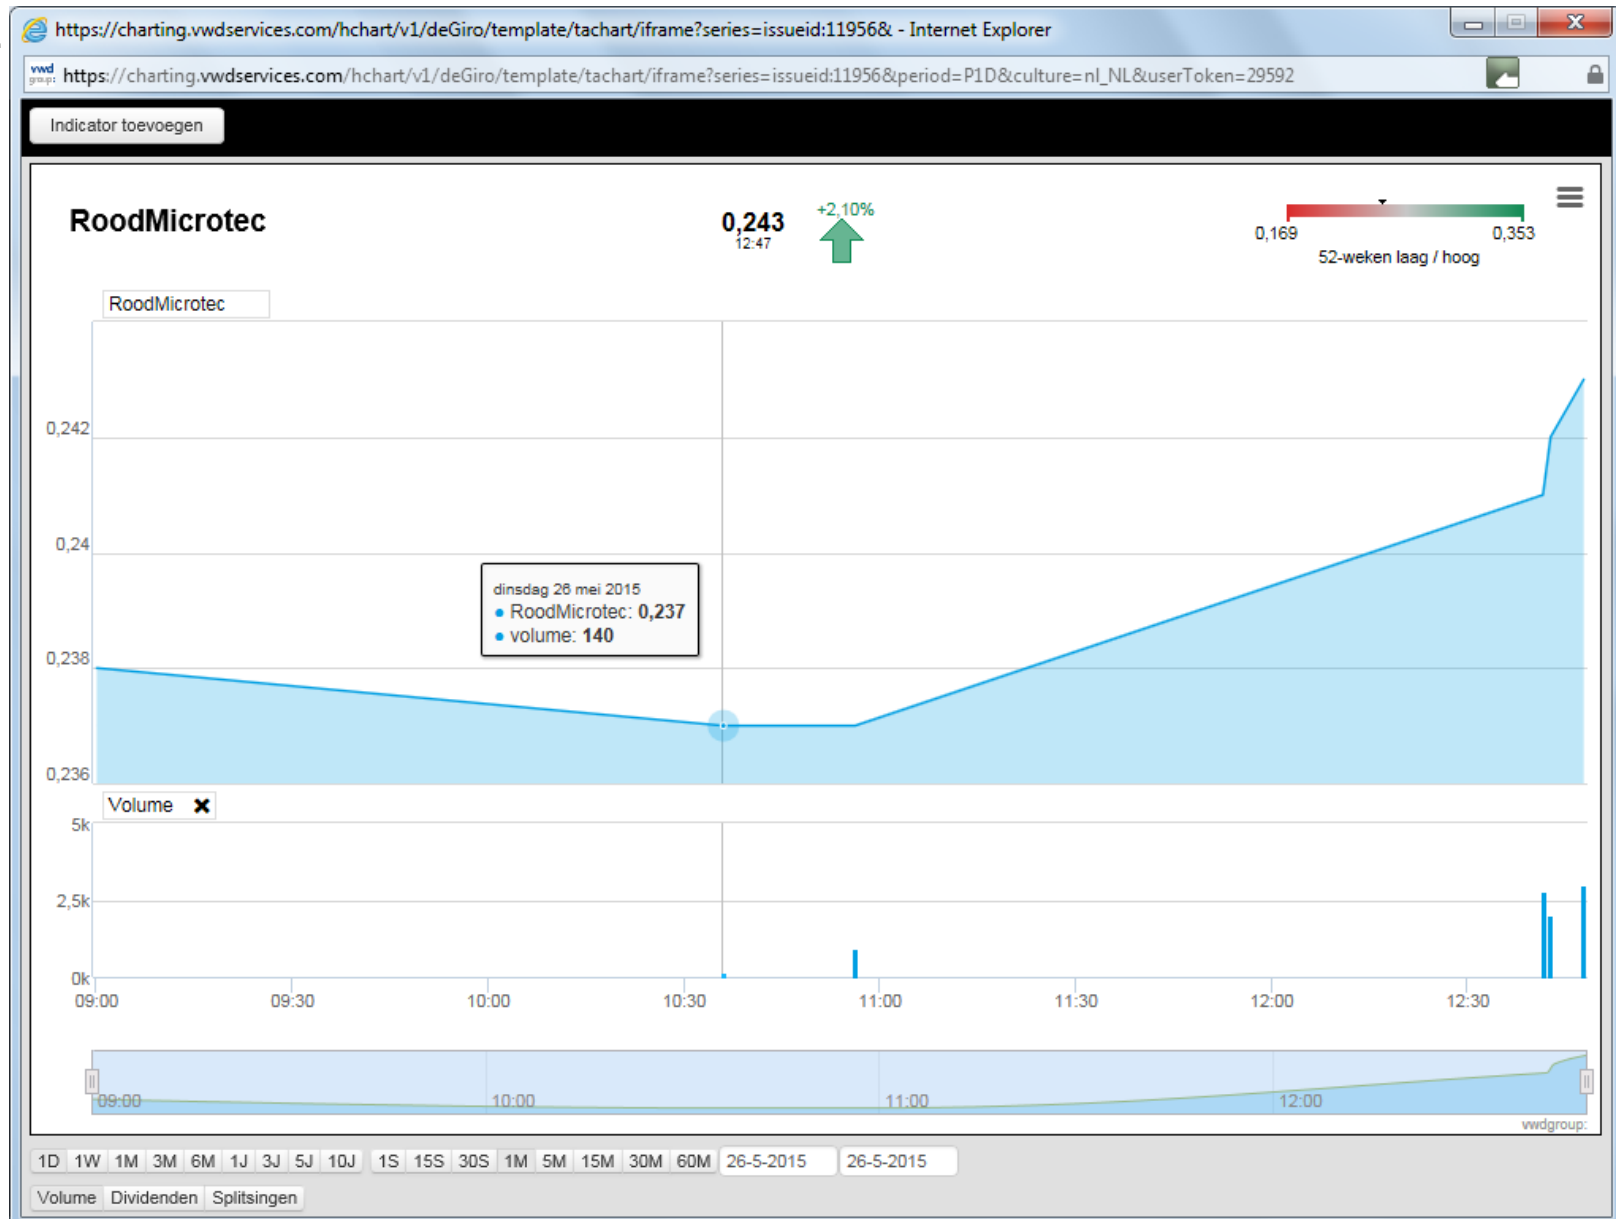 https://charting.vwdservices.com/hchart/v1/deGiro/template/tachart/iframe?series=issueid:11956& - Internet Explorer
vwd group: https://charting.vwdservices.com/hchart/v1/deGiro/template/tachart/iframe?series=issueid:11956&period=P1D&culture=nl_NL&userToken=29592
Indicator toevoegen
RoodMicrotec
0,243
12:47
+2,10%
0,169 0,353
52-weken laag / hoog
RoodMicrotec
0,242
0,24
dinsdag 26 mei 2015
• RoodMicrotec: 0,237
• volume: 140
0,238
0,236
Volume
5k
2,5k
0k
09:00 09:30 10:00 10:30 11:00 11:30 12:00 12:30
09:00 10:00 11:00 12:00
vwdgroup:
1D 1W 1M 3M 6M 1J 3J 5J 10J 1S 15S 30S 1M 5M 15M 30M 60M 26-5-2015 26-5-2015
Volume Dividenden Splitsingen